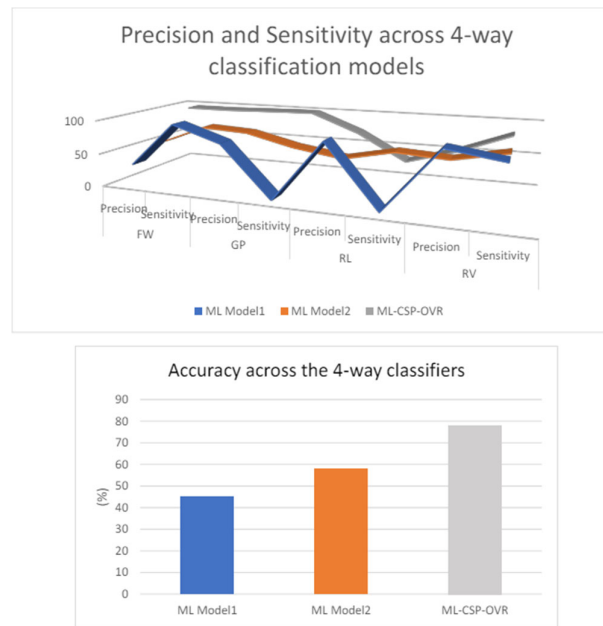 Precision and Sensitivity across 4-way
classification models
100
50
0
Precision Sensitivity Precision Sensitivity Precision Sensitivity Precision Sensitivity
FW GP RL RV
ML Model1 ML Model2 ML-CSP-OVR
Accuracy across the 4-way classifiers
90
80
70
60
50
40
30
20
10
0
(%)
ML Model1 ML Model2 ML-CSP-OVR